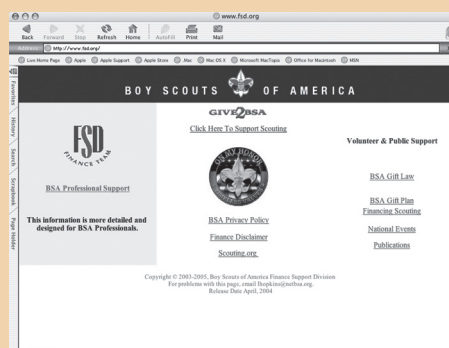 www.fsd.org
Back Forward Stop Refresh Home AutoFill Print Mail
Address: http://www.fsd.org/
Live Home Page Apple Apple Support Apple Store .Mac Mac OS X Microsoft MacTopia Office for Macintosh MSN
Favorites
History
Search
Scrapbook
Page Holder
BOY SCOUTS OF AMERICA
FSD
FINANCE TEAM
BSA Professional Support
This information is more detailed and
designed for BSA Professionals.
GIVE2BSA
Click Here To Support Scouting
ON MY HONOR
BSA Privacy Policy
Finance Disclaimer
Scouting.org
Volunteer & Public Support
BSA Gift Law
BSA Gift Plan
Financing Scouting
National Events
Publications
Copyright © 2003-2005, Boy Scouts of America Finance Support Division
For problems with this page, email fhopkins@netbsa.org.
Release Date April, 2004